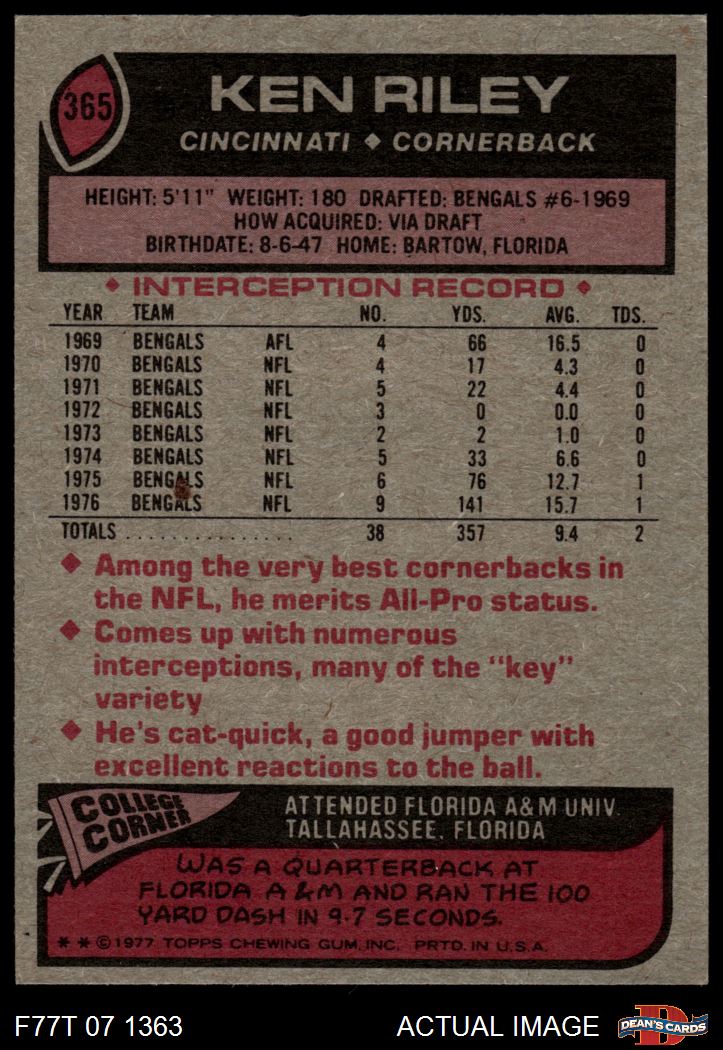 365
KEN RILEY
CINCINNATI ◆ CORNERBACK
HEIGHT: 5'11" WEIGHT: 180 DRAFTED: BENGALS #6-1969
HOW ACQUIRED: VIA DRAFT
BIRTHDATE: 8-6-47 HOME: BARTOW, FLORIDA
◆ INTERCEPTION RECORD ◆
YEAR TEAM NO. YDS. AVG. TDS.
1969 BENGALS AFL 4 66 16.5 0
1970 BENGALS NFL 4 17 4.3 0
1971 BENGALS NFL 5 22 4.4 0
1972 BENGALS NFL 3 0 0.0 0
1973 BENGALS NFL 2 2 1.0 0
1974 BENGALS NFL 5 33 6.6 0
1975 BENGALS NFL 6 76 12.7 1
1976 BENGALS NFL 9 141 15.7 1
TOTALS . . . . . . . . . . . . . . . 38 357 9.4 2
◆ Among the very best cornerbacks in
the NFL, he merits All-Pro status.
◆ Comes up with numerous
interceptions, many of the "key"
variety
◆ He's cat-quick, a good jumper with
excellent reactions to the ball.
COLLEGE
CORNER
ATTENDED FLORIDA A&M UNIV.
TALLAHASSEE, FLORIDA
WAS A QUARTERBACK AT
FLORIDA A & M AND RAN THE 100
YARD DASH IN 9.7 SECONDS.
* * © 1977 TOPPS CHEWING GUM, INC. PRTD. IN U.S.A.
F77T 07 1363
ACTUAL IMAGE
D
DEAN'S CARDS